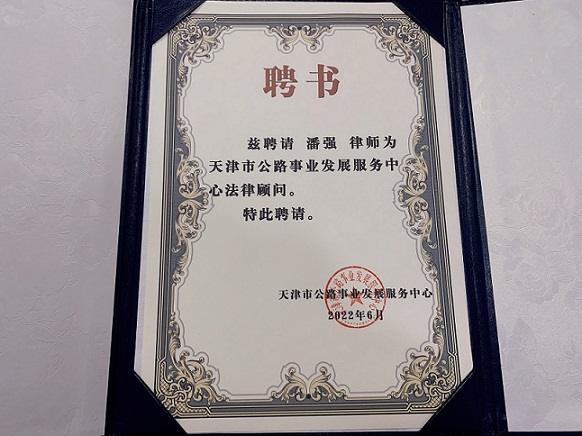 聘书
兹聘请 潘强 律师为
天津市公路事业发展服务中
心法律顾问。
特此聘请。
天津市公路事业发展服务中心
2022年6月